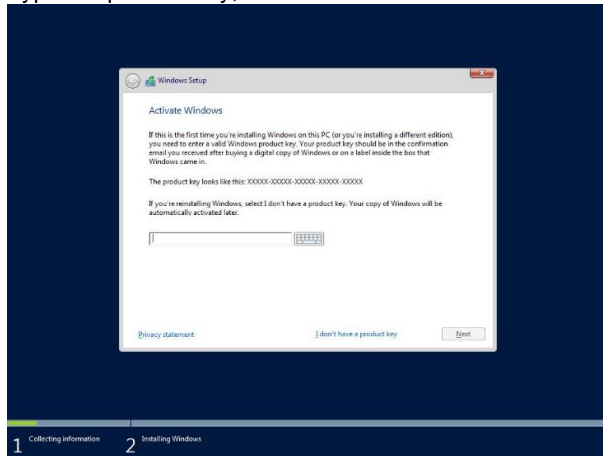 Windows Setup
Activate Windows
If this is the first time you're installing Windows on this PC (or you're installing a different edition),
you need to enter a valid Windows product key. Your product key should be in the confirmation
email you received after buying a digital copy of Windows or on a label inside the box that
Windows came in.
The product key looks like this: XXXXX-XXXXX-XXXXX-XXXXX-XXXXX
If you're reinstalling Windows, select I don't have a product key. Your copy of Windows will be
automatically activated later.
Privacy statement
I don't have a product key
Next
1 Collecting information
2 Installing Windows